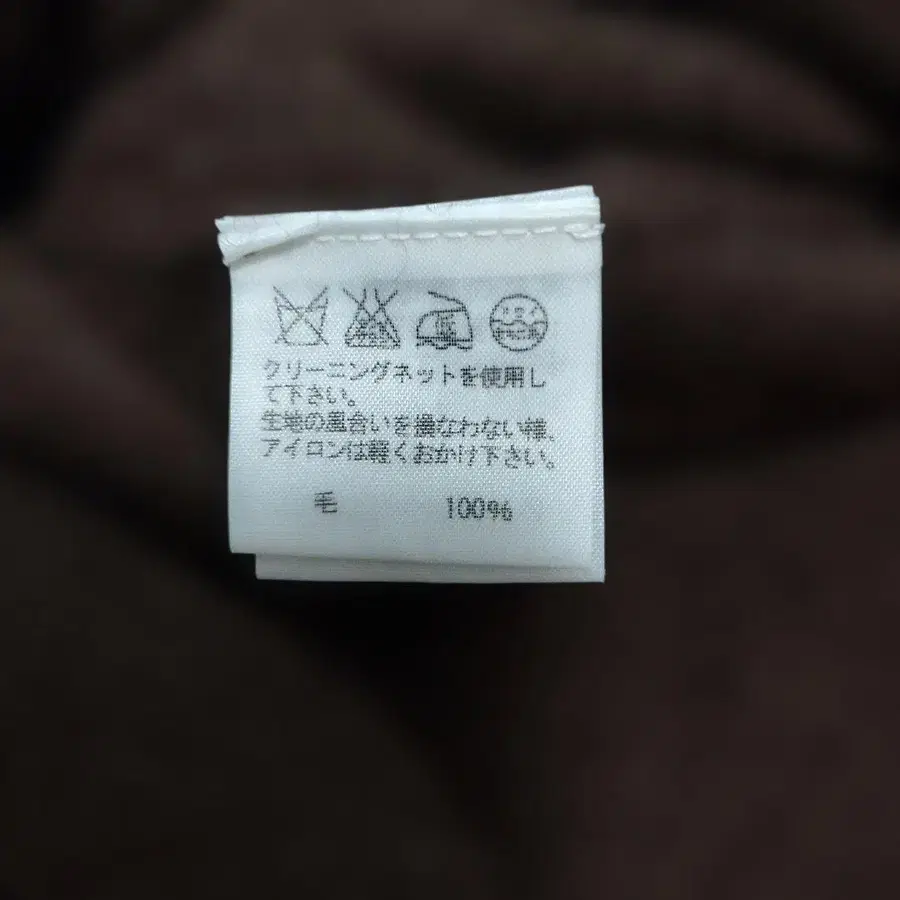 クリーニングネットを使用し
て下さい。
生地の風合いを損なわない様、
アイロンは軽くおかけ下さい。
毛 100%